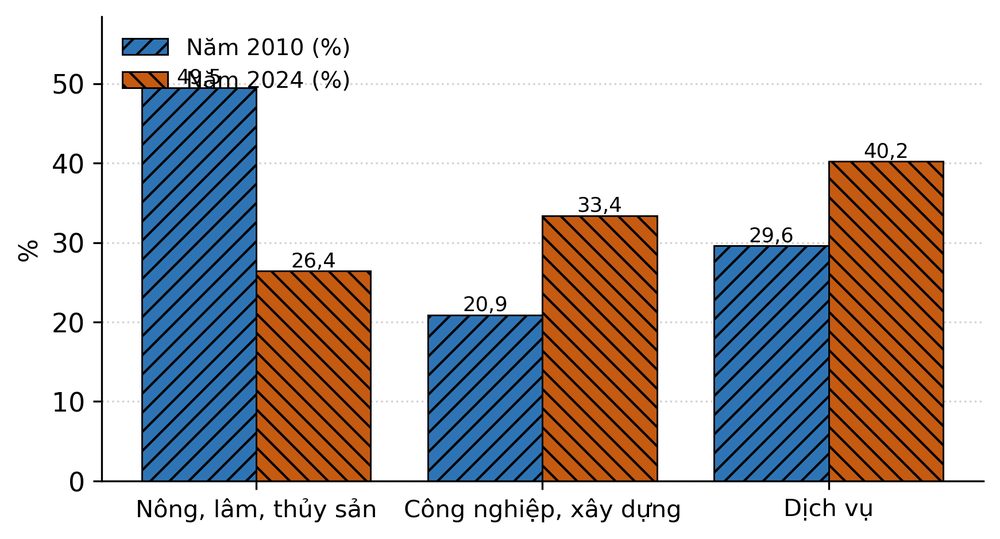 Năm 2010 (%)
Năm 2024 (%)
49,5
26,4
20,9
33,4
29,6
40,2
%
50
40
30
20
10
0
Nông, lâm, thủy sản
Công nghiệp, xây dựng
Dịch vụ